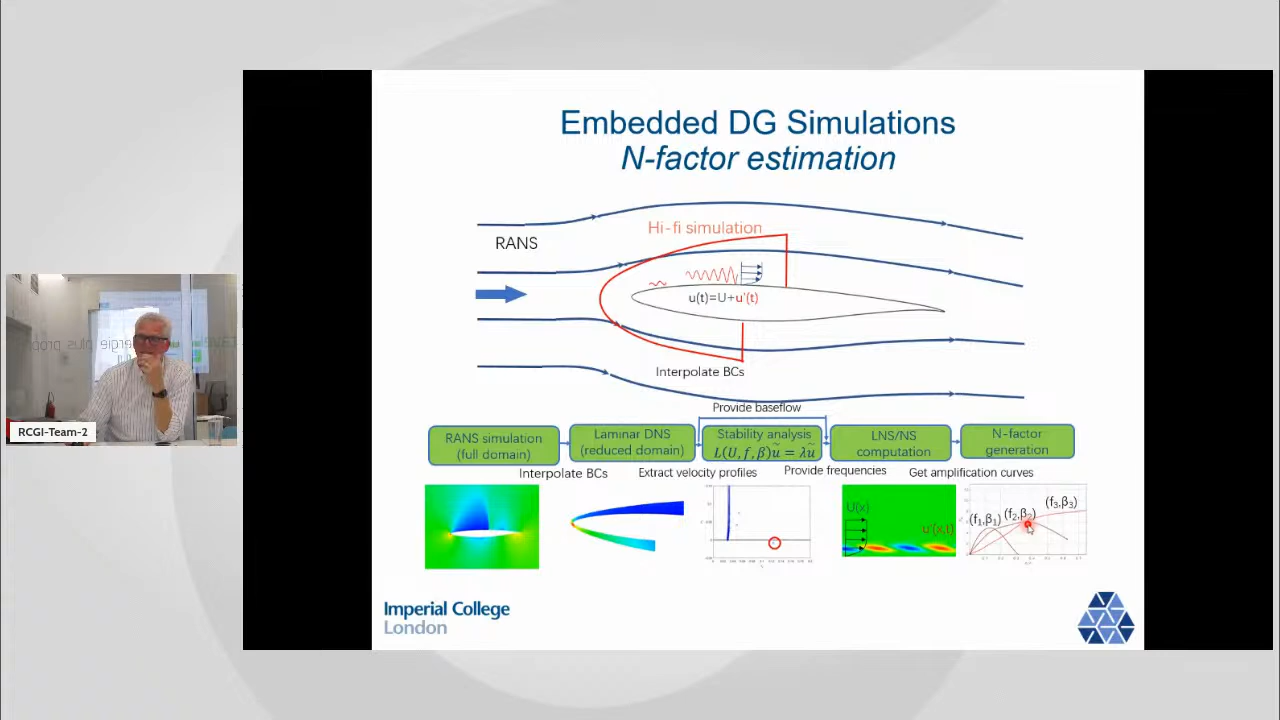 Embedded DG Simulations
N-factor estimation
Hi-fi simulation
RANS
u(t)=U+u'(t)
Interpolate BCs
Provide baseflow
RANS simulation
(full domain)
Laminar DNS
(reduced domain)
Stability analysis
L(U, f, β)ũ = λũ
LNS/NS
computation
N-factor
generation
Interpolate BCs
Extract velocity profiles
Provide frequencies
Get amplification curves
U(x)
u'(x,t)
(f₁,β₁)
(f₂,β₂)
(f₃,β₃)
RCGI-Team-2
Imperial College
London